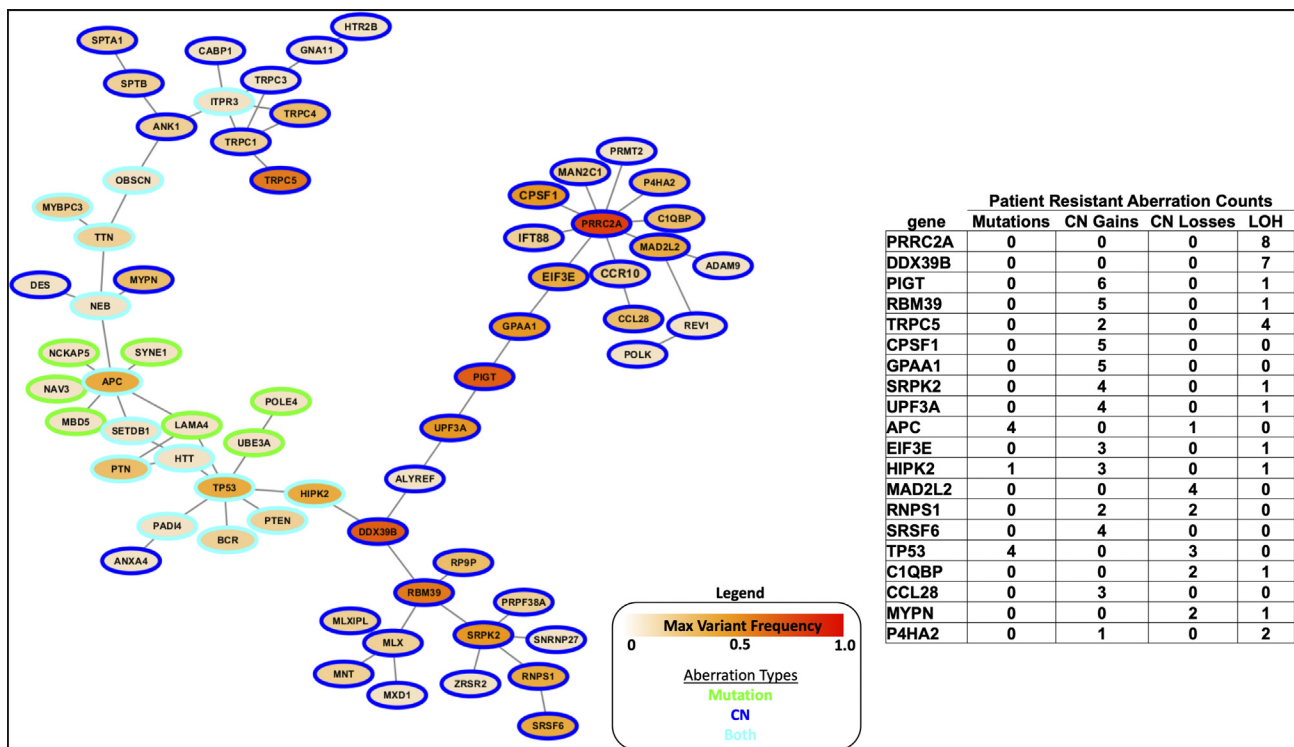 HTR2B
SPTA1
CABP1
GNA11
SPTB
TRPC3
ITPR3
TRPC4
ANK1
TRPC1
OBSCN
TRPC5
MYBPC3
TTN
DES
MYPN
NEB
NCKAP5
SYNE1
APC
NAV3
POLE4
MBD5
LAMA4
SETDB1
UBE3A
HTT
PTN
TP53
HIPK2
PADI4
PTEN
BCR
ANXA4
PRMT2
MAN2C1
P4HA2
CPSF1
C1QBP
PRRC2A
IFT88
MAD2L2
ADAM9
EIF3E
CCR10
GPAA1
CCL28
REV1
POLK
PIGT
UPF3A
ALYREF
DDX39B
RP9P
RBM39
PRPF38A
MLXIPL
MLX
SRPK2
SNRNP27
MNT
MXD1
ZRSR2
RNPS1
SRSF6
Legend
Max Variant Frequency
0 0.5 1.0
Aberration Types
Mutation
CN
Both
Patient Resistant Aberration Counts
gene Mutations CN Gains CN Losses LOH
PRRC2A 0 0 0 8
DDX39B 0 0 0 7
PIGT 0 6 0 1
RBM39 0 5 0 1
TRPC5 0 2 0 4
CPSF1 0 5 0 0
GPAA1 0 5 0 0
SRPK2 0 4 0 1
UPF3A 0 4 0 1
APC 4 0 1 0
EIF3E 0 3 0 1
HIPK2 1 3 0 1
MAD2L2 0 0 4 0
RNPS1 0 2 2 0
SRSF6 0 4 0 0
TP53 4 0 3 0
C1QBP 0 0 2 1
CCL28 0 3 0 0
MYPN 0 0 2 1
P4HA2 0 1 0 2